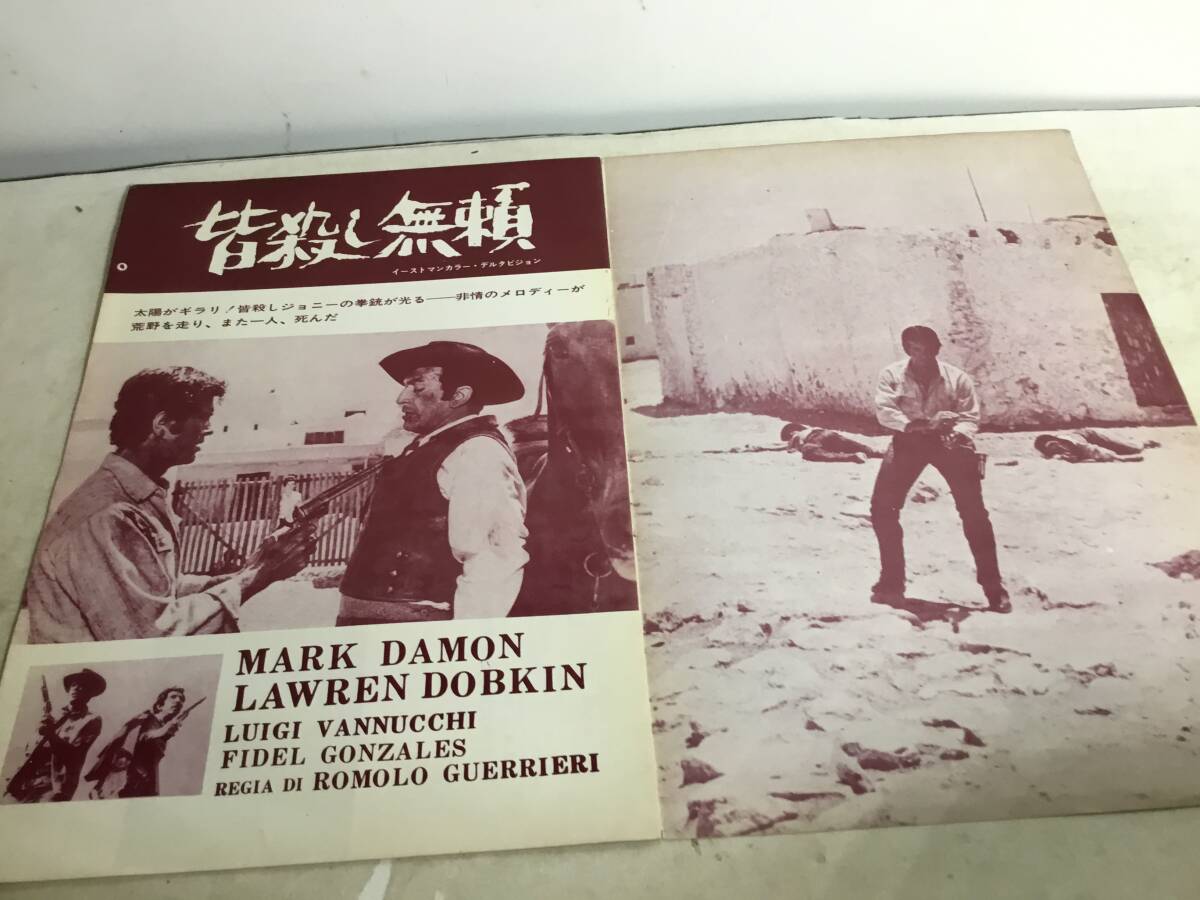 皆殺し無頼
イーストマンカラー・デルタビジョン
太陽がギラリ！皆殺しジョニーの拳銃が光る――非情のメロディーが
荒野を走り、また一人、死んだ
MARK DAMON
LAWREN DOBKIN
LUIGI VANNUCCHI
FIDEL GONZALES
REGIA DI ROMOLO GUERRIERI